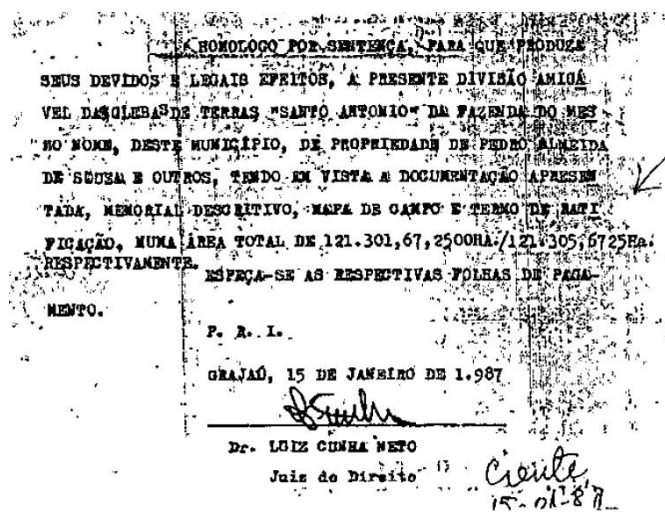 HOMOLOGO POR SENTENÇA, PARA QUE PRODUZA
SEUS DEVIDOS E LEGAIS EFEITOS, A PRESENTE DIVISÃO AMIGÁ
VEL DAS GLEBAS DE TERRAS "SANTO ANTONIO" DA FAZENDA DO MES
MO NOME, DESTE MUNICÍPIO, DE PROPRIEDADE DE PEDRO ALMEIDA
DE SOUZA E OUTROS, TENDO EM VISTA A DOCUMENTAÇÃO APRESEN
TADA, MEMORIAL DESCRITIVO, MAPA DE CAMPO E TERMO DE RATI
FICAÇÃO, NUMA ÁREA TOTAL DE 121.301,67,2500HA./121.305,6725Ha.
RESPECTIVAMENTE.
ESPEÇA-SE AS RESPECTIVAS FOLHAS DE PAGA-
MENTO.
P. R. I.
GRAJAÚ, 15 DE JANEIRO DE 1.987
Dr. LUIZ CUNHA NETO
Juiz de Direito
Ciente
15-01-87